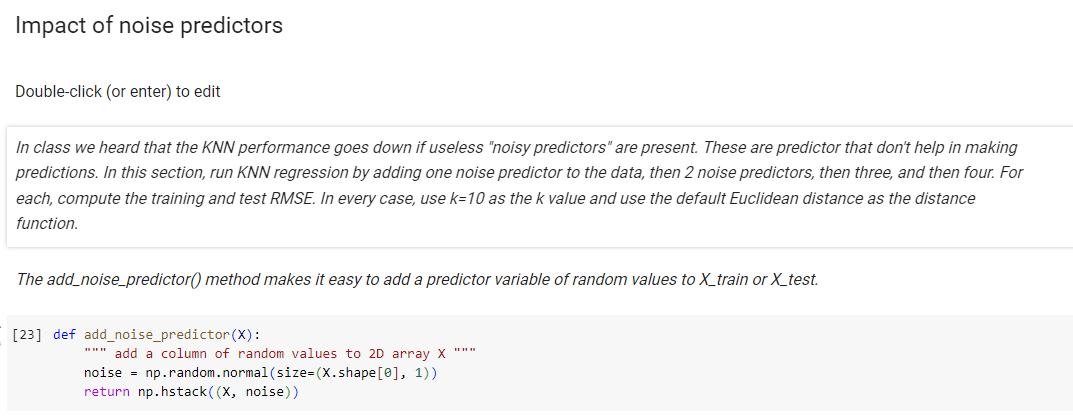 Impact of noise predictors
Double-click (or enter) to edit
In class we heard that the KNN performance goes down if useless "noisy predictors" are present. These are predictor that don't help in making
predictions. In this section, run KNN regression by adding one noise predictor to the data, then 2 noise predictors, then three, and then four. For
each, compute the training and test RMSE. In every case, use k=10 as the k value and use the default Euclidean distance as the distance
function.
The add_noise_predictor() method makes it easy to add a predictor variable of random values to X_train or X_test.
[23] def add_noise_predictor(X):
""" add a column of random values to 2D array X """
noise = np.random.normal(size=(X.shape[0], 1))
return np.hstack((X, noise))